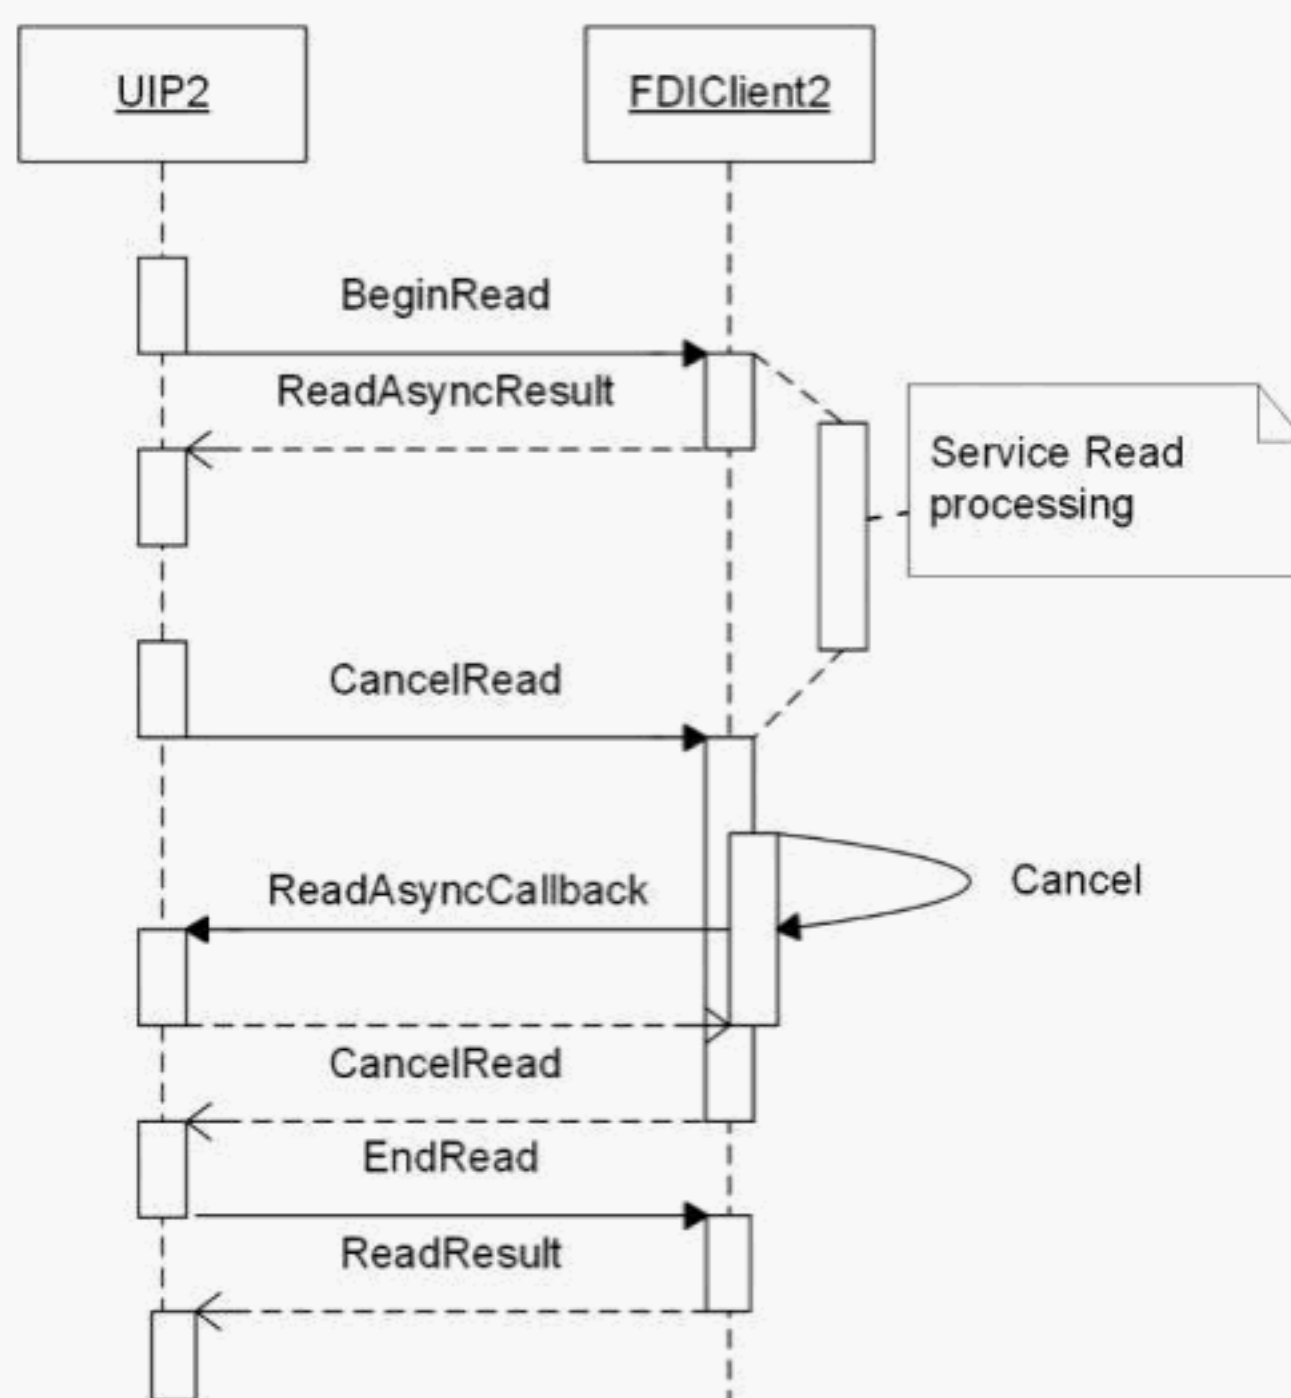 UIP2
FDIClient2
BeginRead
ReadAsyncResult
Service Read
processing
CancelRead
ReadAsyncCallback
Cancel
CancelRead
EndRead
ReadResult